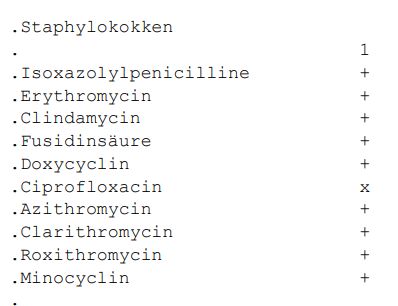 .Staphylokokken
. 1
.Isoxazolylpenicilline +
.Erythromycin +
.Clindamycin +
.Fusidinsäure +
.Doxycyclin +
.Ciprofloxacin x
.Azithromycin +
.Clarithromycin +
.Roxithromycin +
.Minocyclin +
.